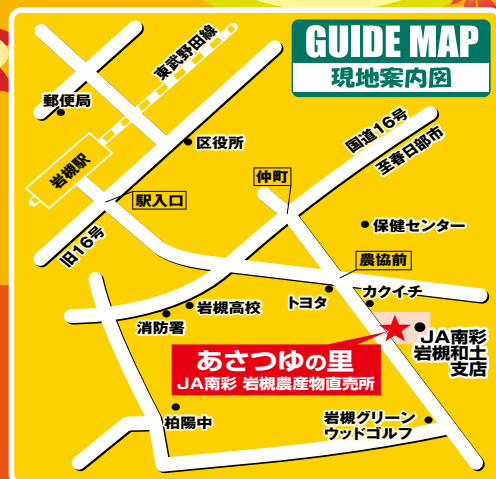 GUIDE MAP
現地案内図
東武野田線
郵便局
岩槻駅
区役所
国道16号
至春日部市
仲町
駅入口
旧16号
保健センター
農協前
トヨタ
カクイチ
岩槻高校
消防署
JA南彩
岩槻和土
支店
あさつゆの里
JA南彩 岩槻農産物直売所
柏陽中
岩槻グリーン
ウッドゴルフ